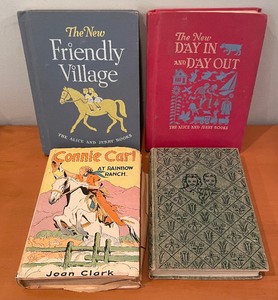 The New
Friendly
Village
THE ALICE AND JERRY BOOKS
The New
DAY IN
AND
DAY OUT
THE ALICE AND JERRY BOOKS
Connie Carl
AT RAINBOW
RANCH
Joan Clark